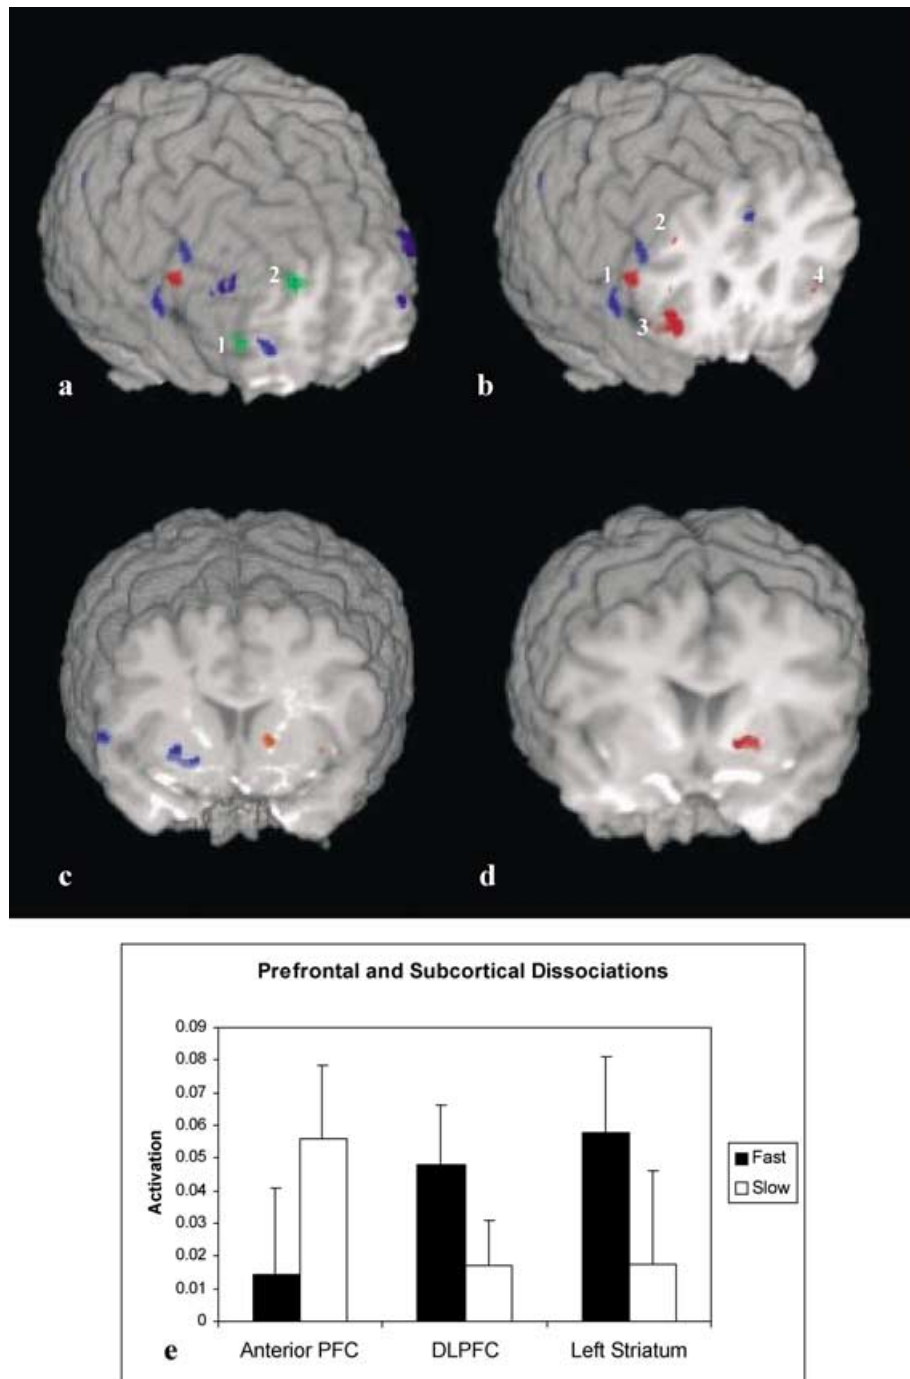 2
1
a
2
1
4
3
b
c
d
Prefrontal and Subcortical Dissociations
0.09
0.08
0.07
0.06
0.05
0.04
0.03
0.02
0.01
0
Activation
Fast
Slow
Anterior PFC DLPFC Left Striatum
e